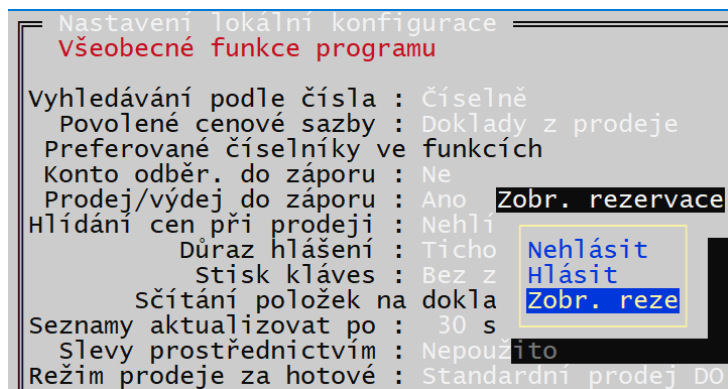 Nastavení lokální konfigurace
Všeobecné funkce programu
Vyhledávání podle čísla : Číselně
Povolené cenové sazby : Doklady z prodeje
Preferované číselníky ve funkcích
Konto odběr. do záporu : Ne
Prodej/výdej do záporu : Ano Zobr. rezervace
Hlídání cen při prodeji : Nehlí
Důraz hlášení : Ticho Nehlásit
Stisk kláves : Bez z Hlásit
Sčítání položek na dokla Zobr. reze
Seznamy aktualizovat po : 30 s
Slevy prostřednictvím : Nepoužito
Režim prodeje za hotové : Standardní prodej DO